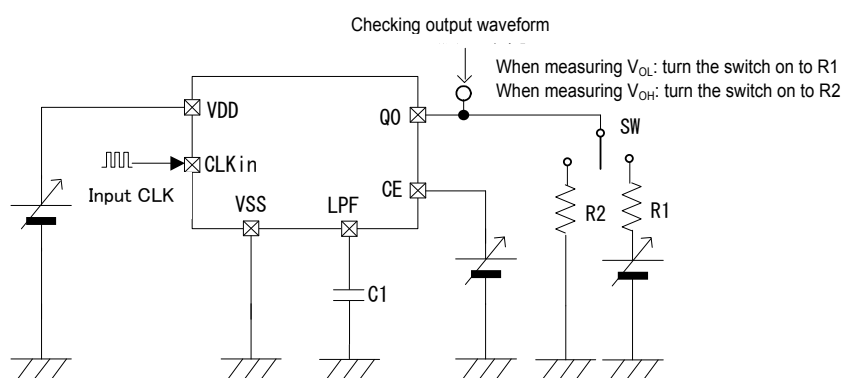 Checking output waveform
When measuring VOL: turn the switch on to R1
When measuring VOH: turn the switch on to R2
VDD
Q0
SW
CLKin
Input CLK
CE
VSS
LPF
R2
R1
C1